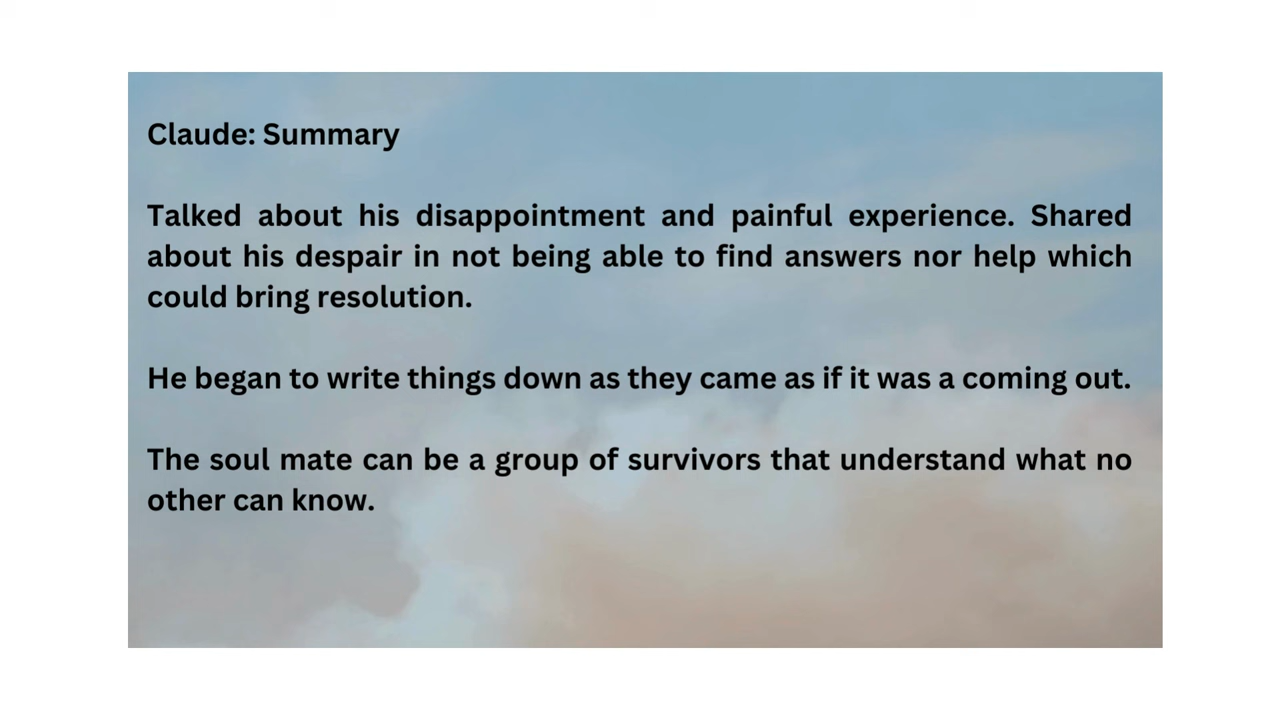 Claude: Summary
Talked about his disappointment and painful experience. Shared
about his despair in not being able to find answers nor help which
could bring resolution.
He began to write things down as they came as if it was a coming out.
The soul mate can be a group of survivors that understand what no
other can know.